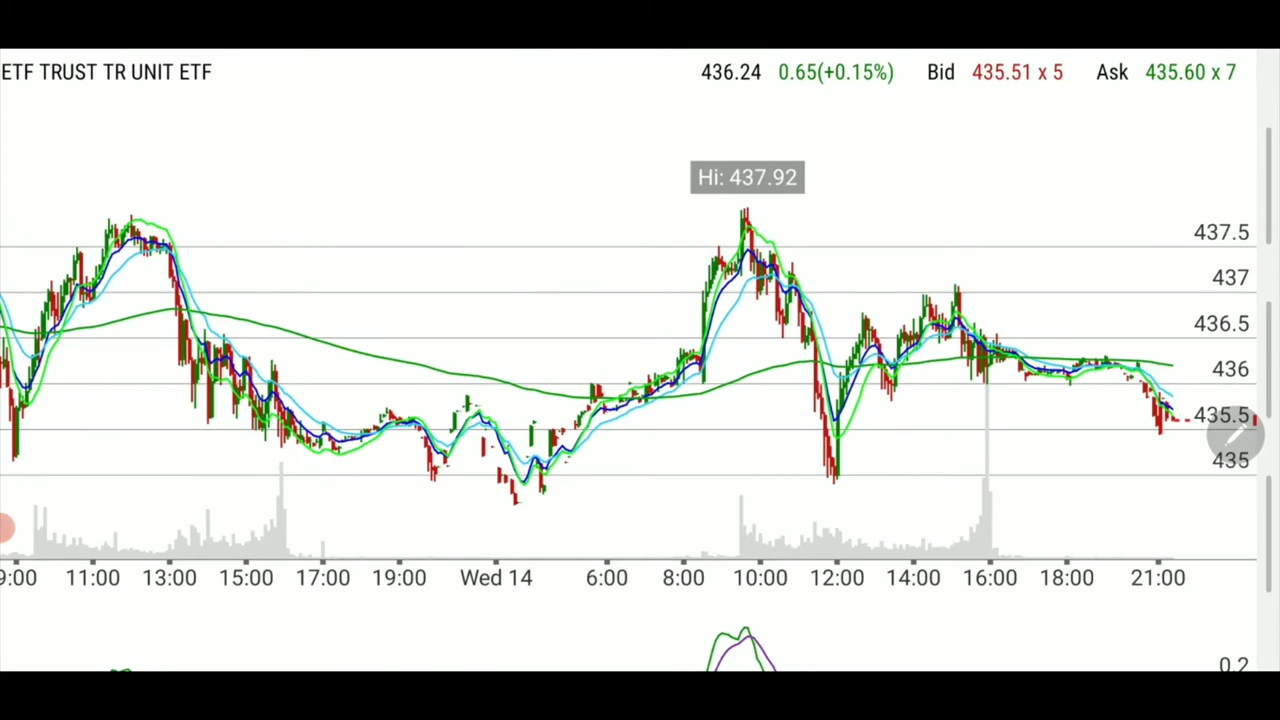 ETF TRUST TR UNIT ETF 436.24 0.65(+0.15%) Bid 435.51 x 5 Ask 435.60 x 7
Hi: 437.92
437.5
437
436.5
436
435.5
435
9:00 11:00 13:00 15:00 17:00 19:00 Wed 14 6:00 8:00 10:00 12:00 14:00 16:00 18:00 21:00
0.2